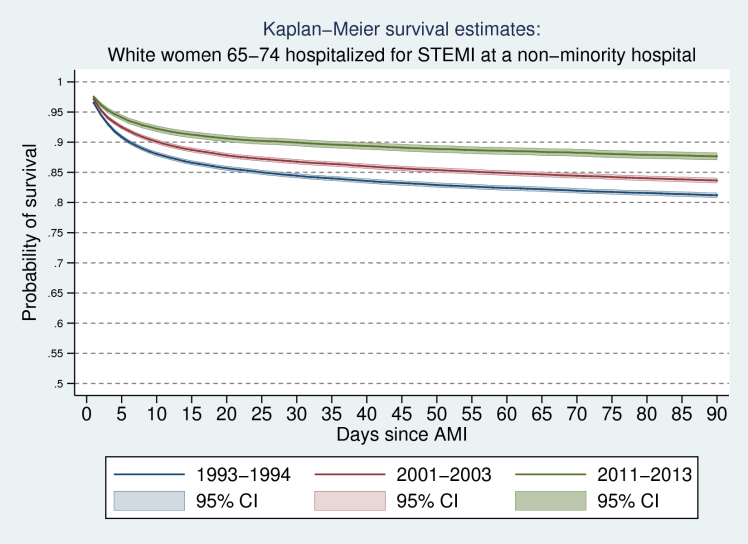 Kaplan−Meier survival estimates:
White women 65−74 hospitalized for STEMI at a non−minority hospital
Probability of survival
1
.95
.9
.85
.8
.75
.7
.65
.6
.55
.5
0 5 10 15 20 25 30 35 40 45 50 55 60 65 70 75 80 85 90
Days since AMI
1993−1994 2001−2003 2011−2013
95% CI 95% CI 95% CI